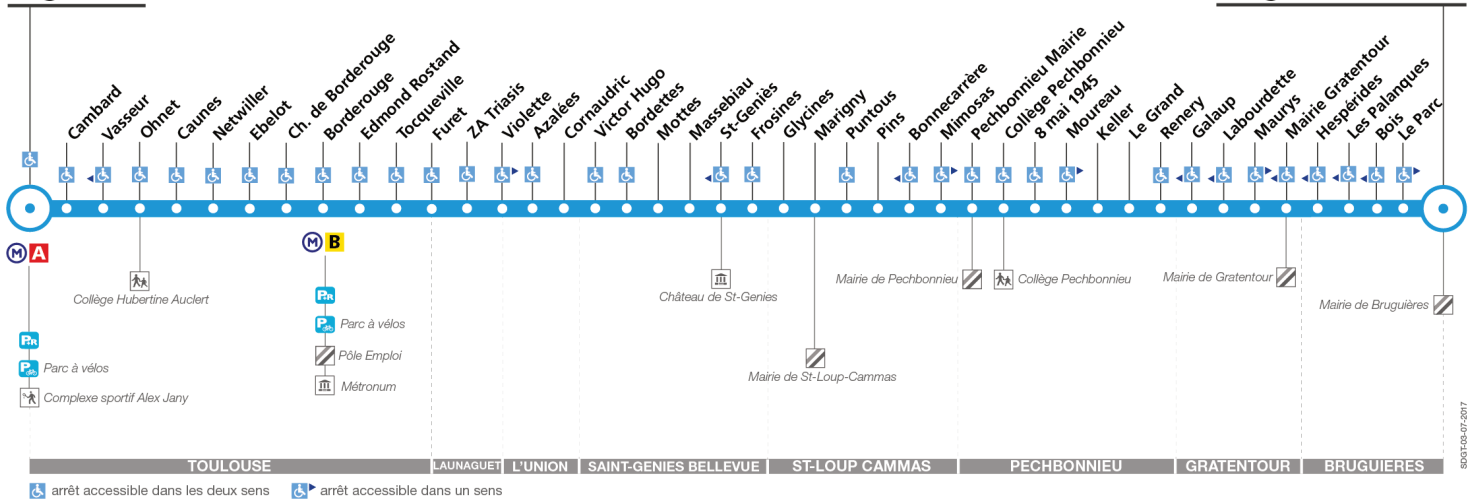 Cambard
Vasseur
Ohnet
Caunes
Netwiller
Ebelot
Ch. de Borderouge
Borderouge
Edmond Rostand
Tocqueville
Furet
ZA Triasis
Violette
Azalées
Cornaudric
Victor Hugo
Bordettes
Mottes
Massebiau
St-Geniès
Frosines
Glycines
Marigny
Puntous
Pins
Bonnecarrère
Mimosas
Pechbonnieu Mairie
Collège Pechbonnieu
8 mai 1945
Moureau
Keller
Le Grand
Renery
Galaup
Labourdette
Maurys
Mairie Gratentour
Hespérides
Les Palanques
Bois
Le Parc
M A
M B
Collège Hubertine Auclert
Château de St-Genies
Mairie de Pechbonnieu
Collège Pechbonnieu
Mairie de Gratentour
Mairie de Bruguières
P+R
Parc à vélos
Pôle Emploi
Métronum
Mairie de St-Loup-Cammas
P+R
Parc à vélos
Complexe sportif Alex Jany
SDGT-03-07-2017
TOULOUSE
LAUNAGUET
L'UNION
SAINT-GENIES BELLEVUE
ST-LOUP CAMMAS
PECHBONNIEU
GRATENTOUR
BRUGUIERES
arrêt accessible dans les deux sens
arrêt accessible dans un sens